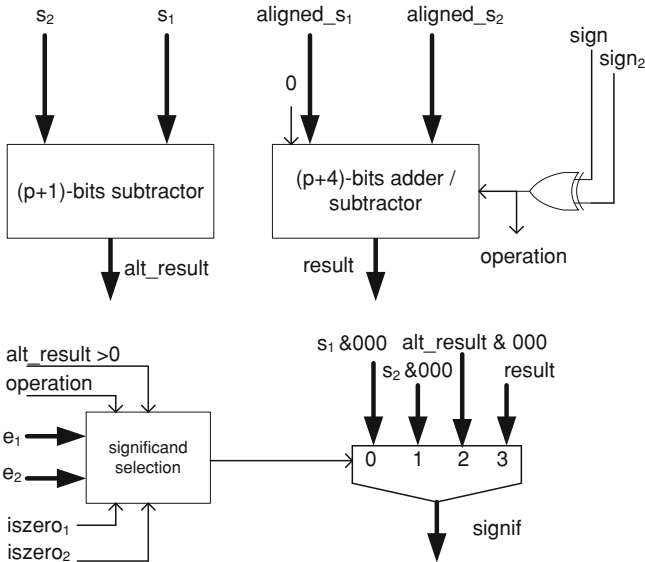 s₂ s₁ aligned_s₁ aligned_s₂
sign
sign₂
0
(p+1)-bits subtractor
(p+4)-bits adder /
subtractor
alt_result
result
operation
alt_result >0
operation
e₁
e₂
significand
selection
iszero₁
iszero₂
s₁ &000 alt_result & 000
s₂ &000 result
0 1 2 3
signif